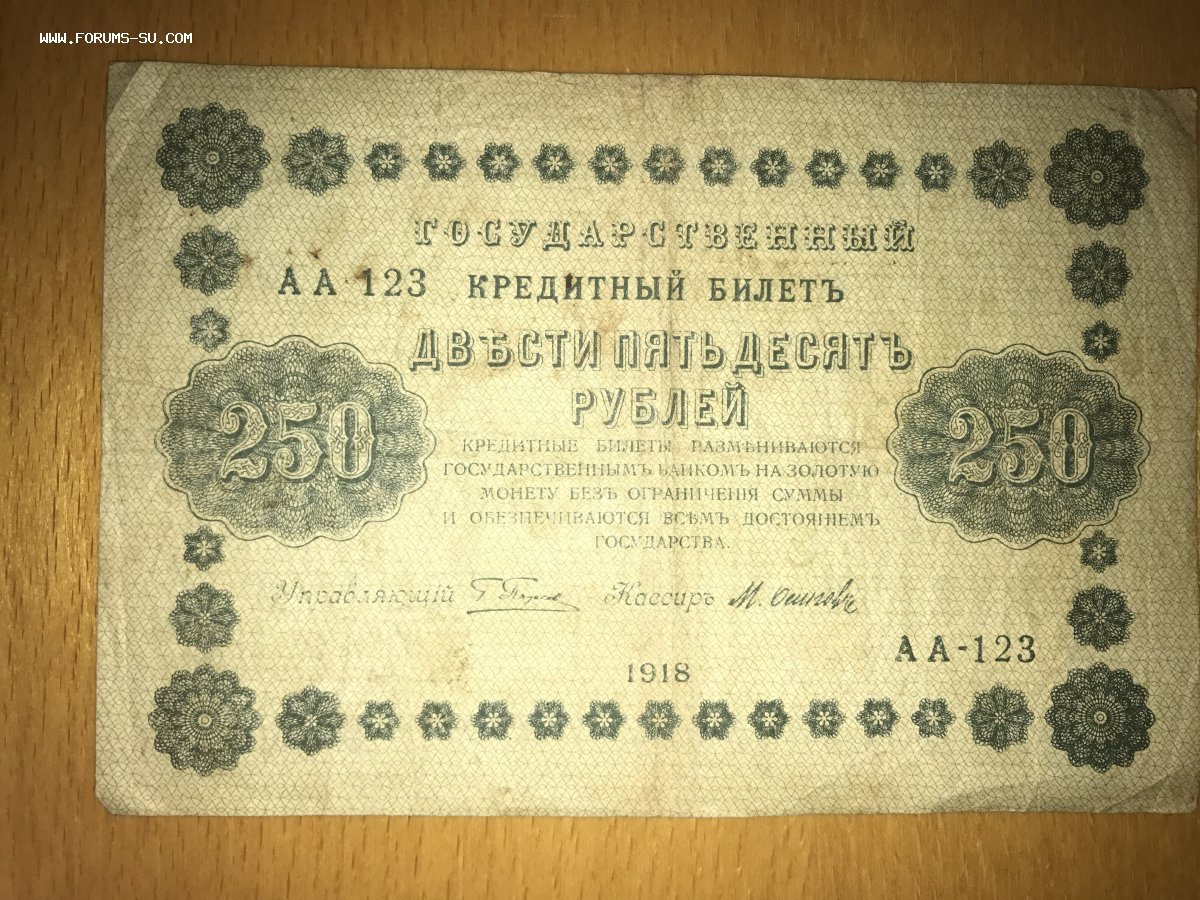 WWW.FORUMS-SU.COM
ГОСУДАРСТВЕННЫЙ
АА-123 КРЕДИТНЫЙ БИЛЕТЪ
ДВѢСТИ ПЯТЬДЕСЯТЪ
РУБЛЕЙ
250
250
КРЕДИТНЫЕ БИЛЕТЫ РАЗМѢНИВАЮТСЯ
ГОСУДАРСТВЕННЫМЪ БАНКОМЪ НА ЗОЛОТУЮ
МОНЕТУ БЕЗЪ ОГРАНИЧЕНІЯ СУММЫ
И ОБЕЗПЕЧИВАЮТСЯ ВСѢМЪ ДОСТОЯНІЕМЪ
ГОСУДАРСТВА.
Управляющій Кассиръ М. Осиповъ
АА-123
1918